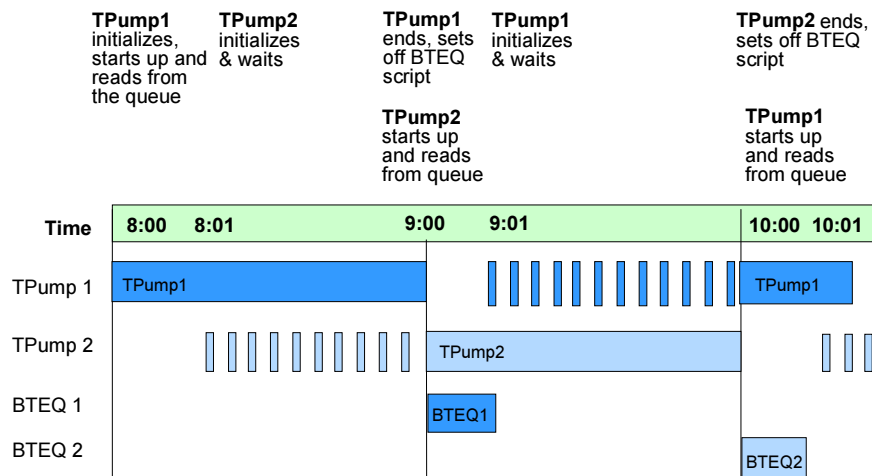 TPump1
initializes,
starts up and
reads from
the queue
TPump2
initializes
& waits
TPump1
ends, sets
off BTEQ
script
TPump2
starts up
and reads
from queue
TPump1
initializes
& waits
TPump2 ends,
sets off BTEQ
script
TPump1
starts up
and reads
from queue
Time 8:00 8:01 9:00 9:01 10:00 10:01
TPump 1 TPump1 TPump1
TPump 2 TPump2
BTEQ 1 BTEQ1
BTEQ 2 BTEQ2